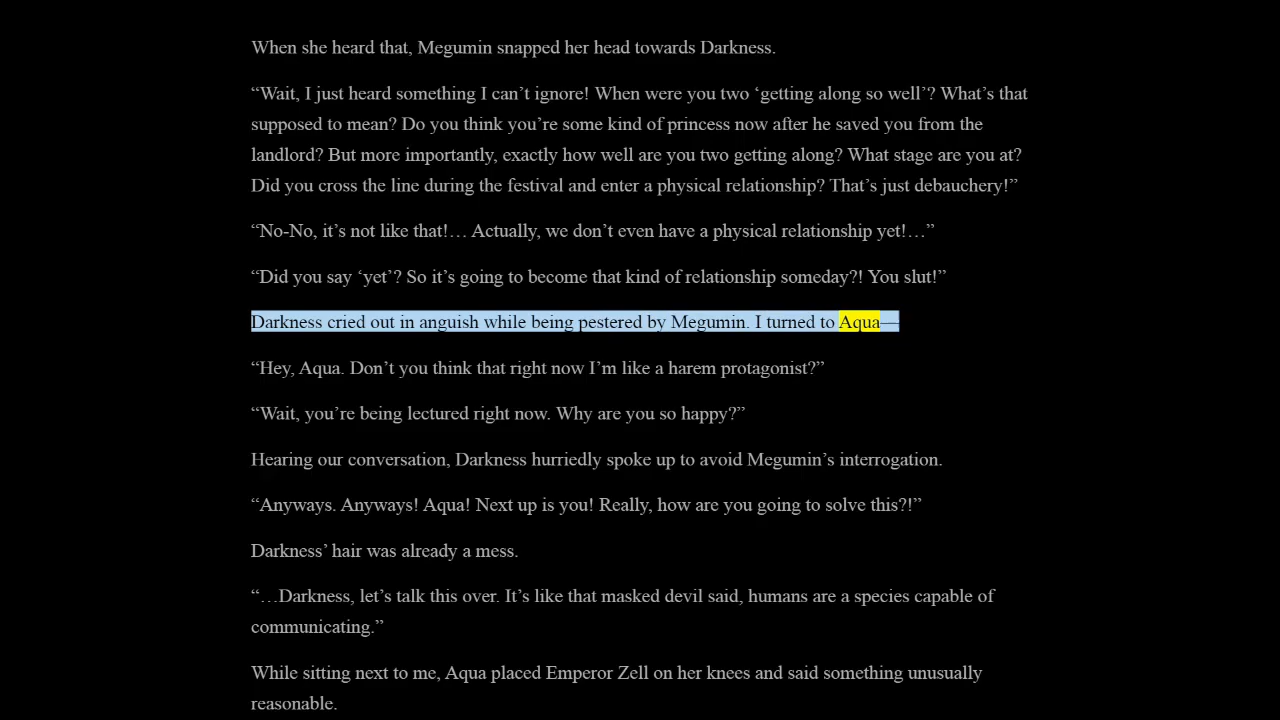 When she heard that, Megumin snapped her head towards Darkness.
“Wait, I just heard something I can’t ignore! When were you two ‘getting along so well’? What’s that
supposed to mean? Do you think you’re some kind of princess now after he saved you from the
landlord? But more importantly, exactly how well are you two getting along? What stage are you at?
Did you cross the line during the festival and enter a physical relationship? That’s just debauchery!”
“No-No, it’s not like that!… Actually, we don’t even have a physical relationship yet!…”
“Did you say ‘yet’? So it’s going to become that kind of relationship someday?! You slut!”
Darkness cried out in anguish while being pestered by Megumin. I turned to Aqua—
“Hey, Aqua. Don’t you think that right now I’m like a harem protagonist?”
“Wait, you’re being lectured right now. Why are you so happy?”
Hearing our conversation, Darkness hurriedly spoke up to avoid Megumin’s interrogation.
“Anyways. Anyways! Aqua! Next up is you! Really, how are you going to solve this?!”
Darkness’ hair was already a mess.
“…Darkness, let’s talk this over. It’s like that masked devil said, humans are a species capable of
communicating.”
While sitting next to me, Aqua placed Emperor Zell on her knees and said something unusually
reasonable.